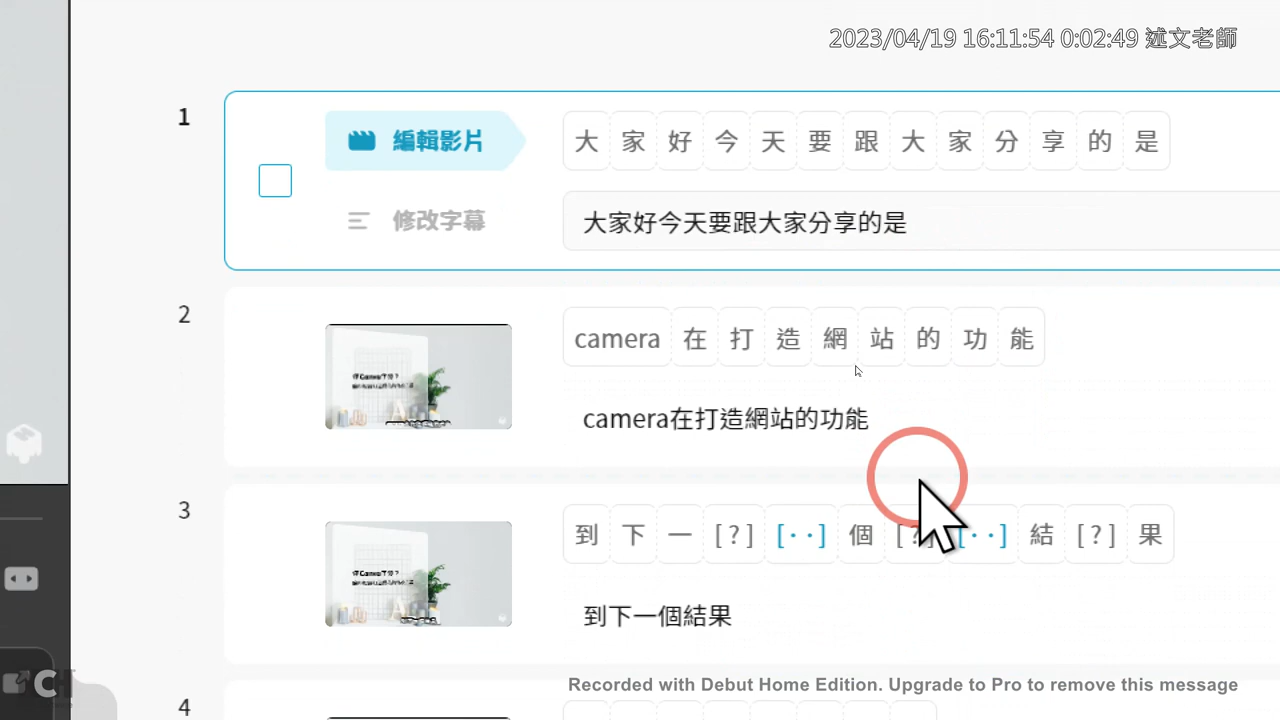 2023/04/19 16:11:54 0:02:49 述文老師
1
編輯影片
大 家 好 今 天 要 跟 大 家 分 享 的 是
修改字幕
大家好今天要跟大家分享的是
2
camera 在 打 造 網 站 的 功 能
camera在打造網站的功能
3
到 下 一 [?] [··] 個 [?] [··] 結 [?] 果
到下一個結果
4
Recorded with Debut Home Edition. Upgrade to Pro to remove this message